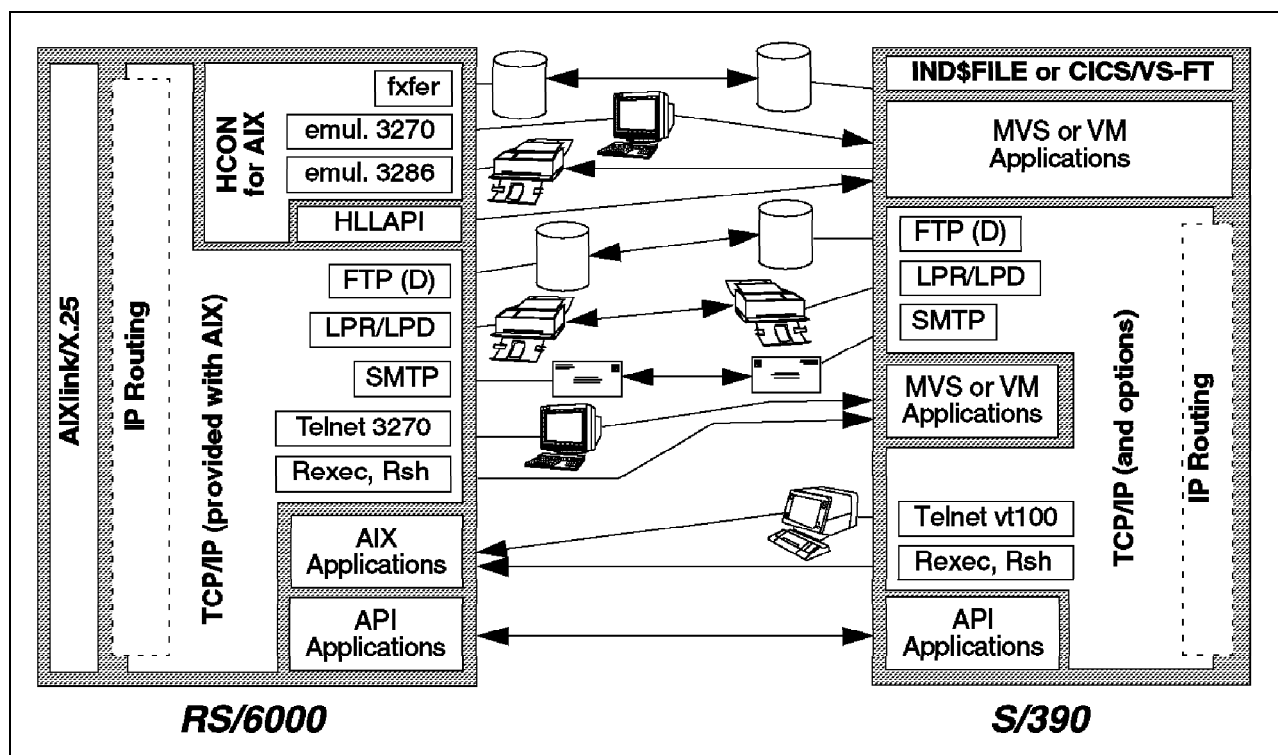 AIXlink/X.25
IP Routing
TCP/IP (provided with AIX)
HCON
for AIX
fxfer
emul. 3270
emul. 3286
HLLAPI
FTP (D)
LPR/LPD
SMTP
Telnet 3270
Rexec, Rsh
AIX
Applications
API
Applications
RS/6000
IND$FILE or CICS/VS-FT
MVS or VM
Applications
FTP (D)
LPR/LPD
SMTP
MVS or VM
Applications
Telnet vt100
Rexec, Rsh
API
Applications
TCP/IP (and options)
IP Routing
S/390